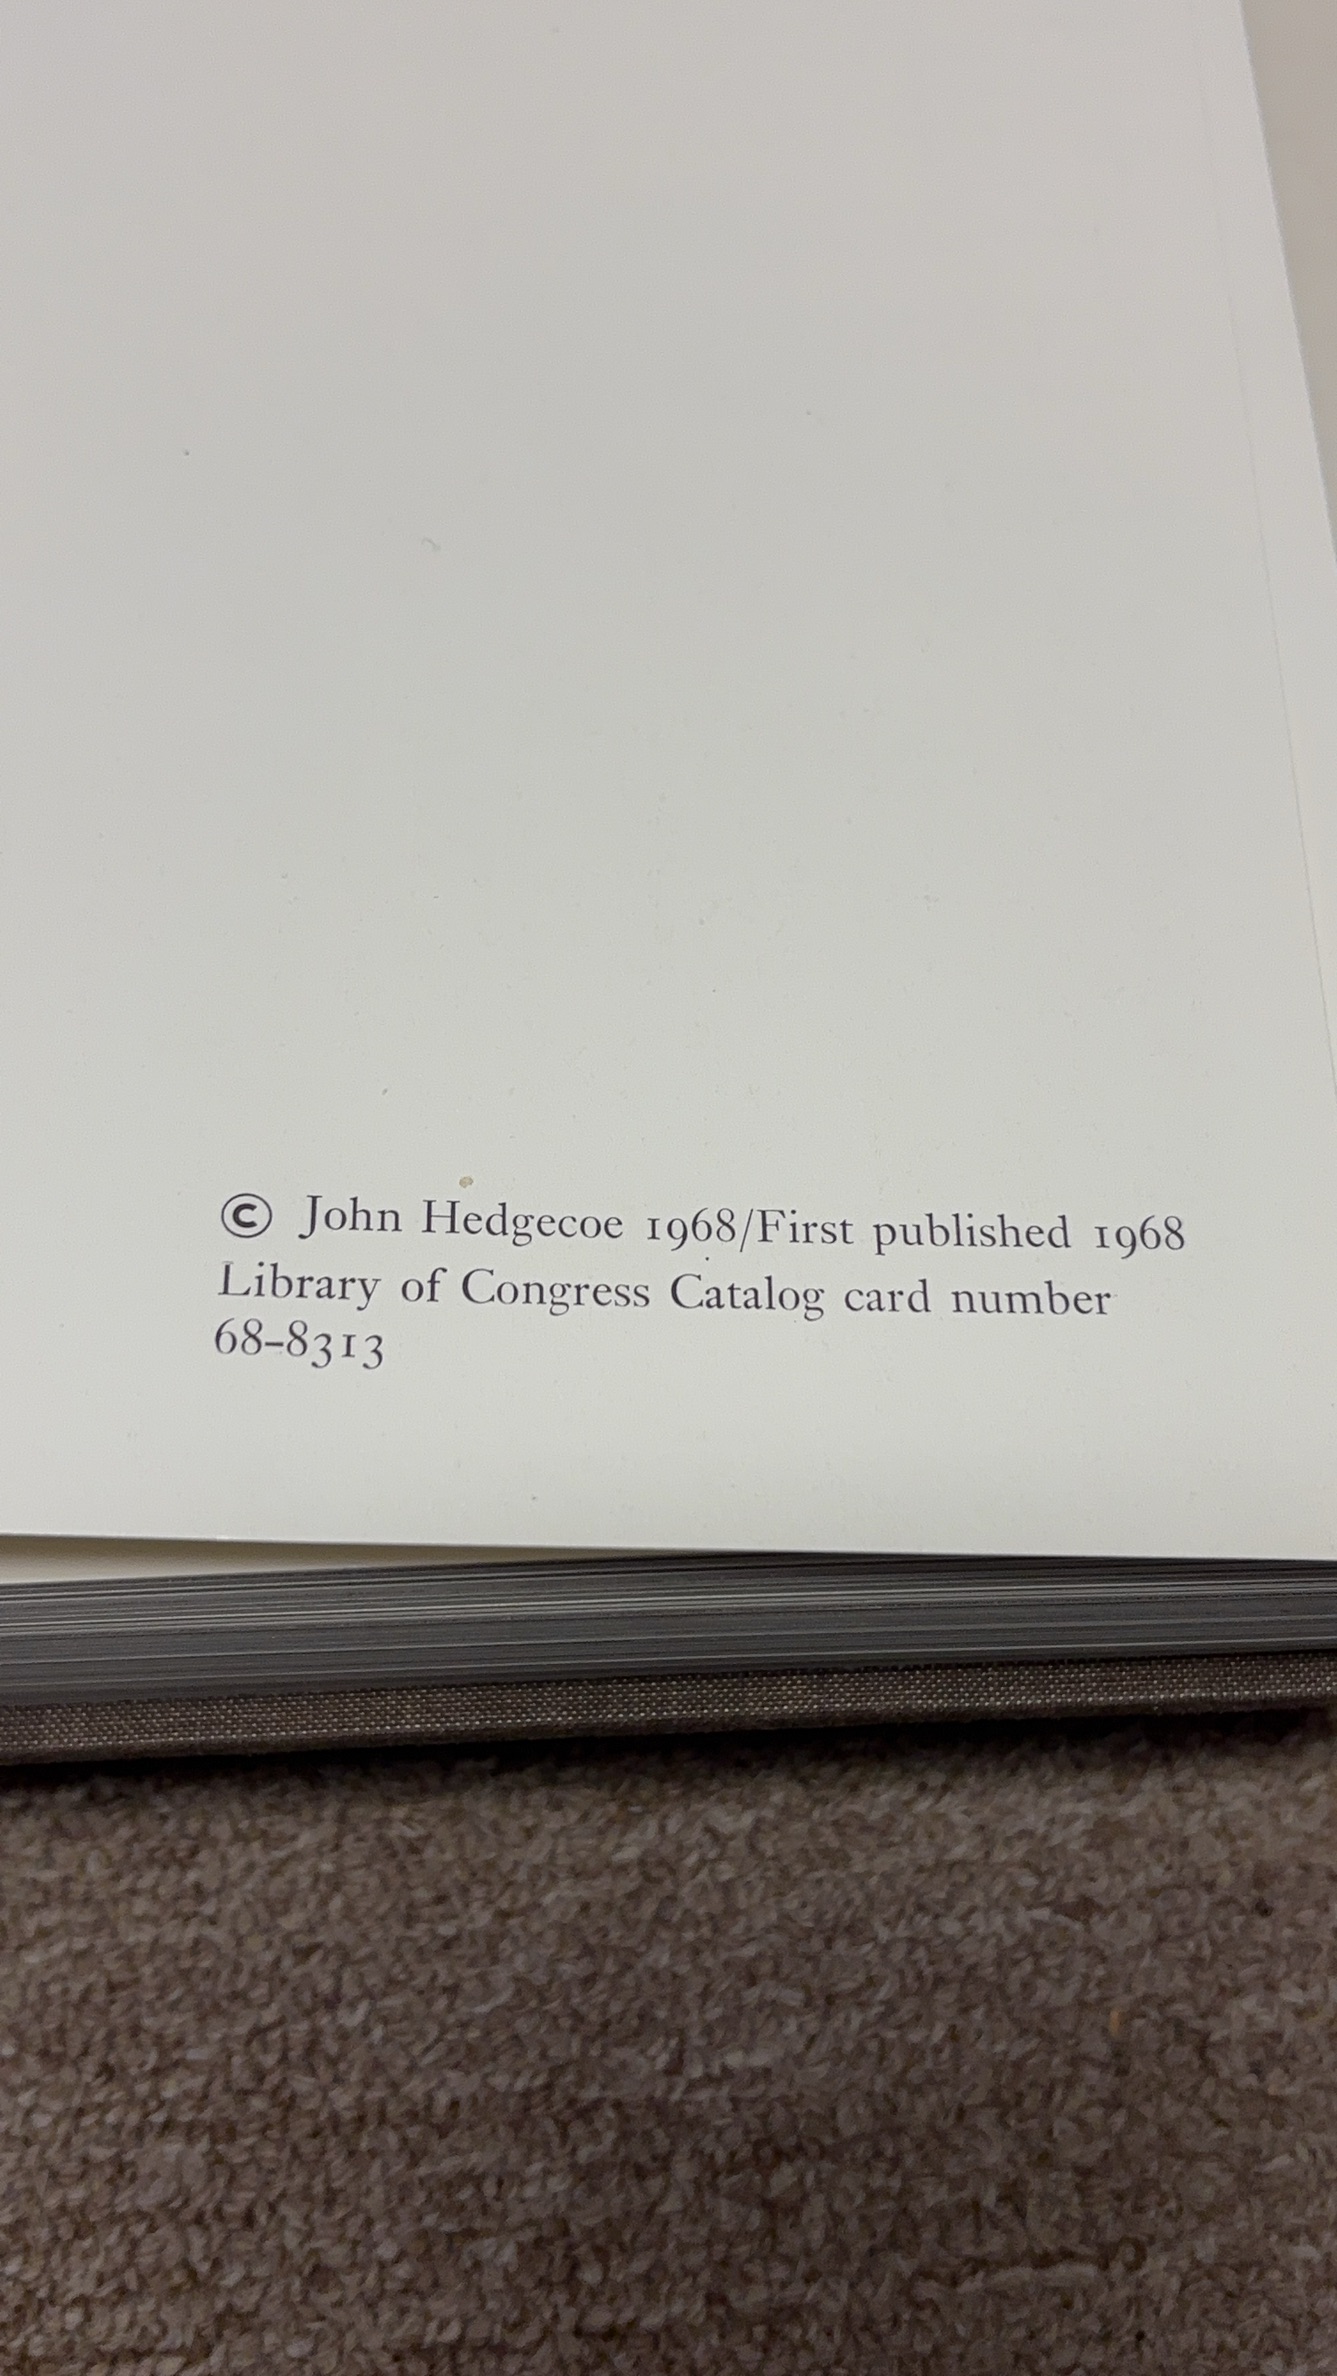 © John Hedgecoe 1968/First published 1968
Library of Congress Catalog card number
68–8313